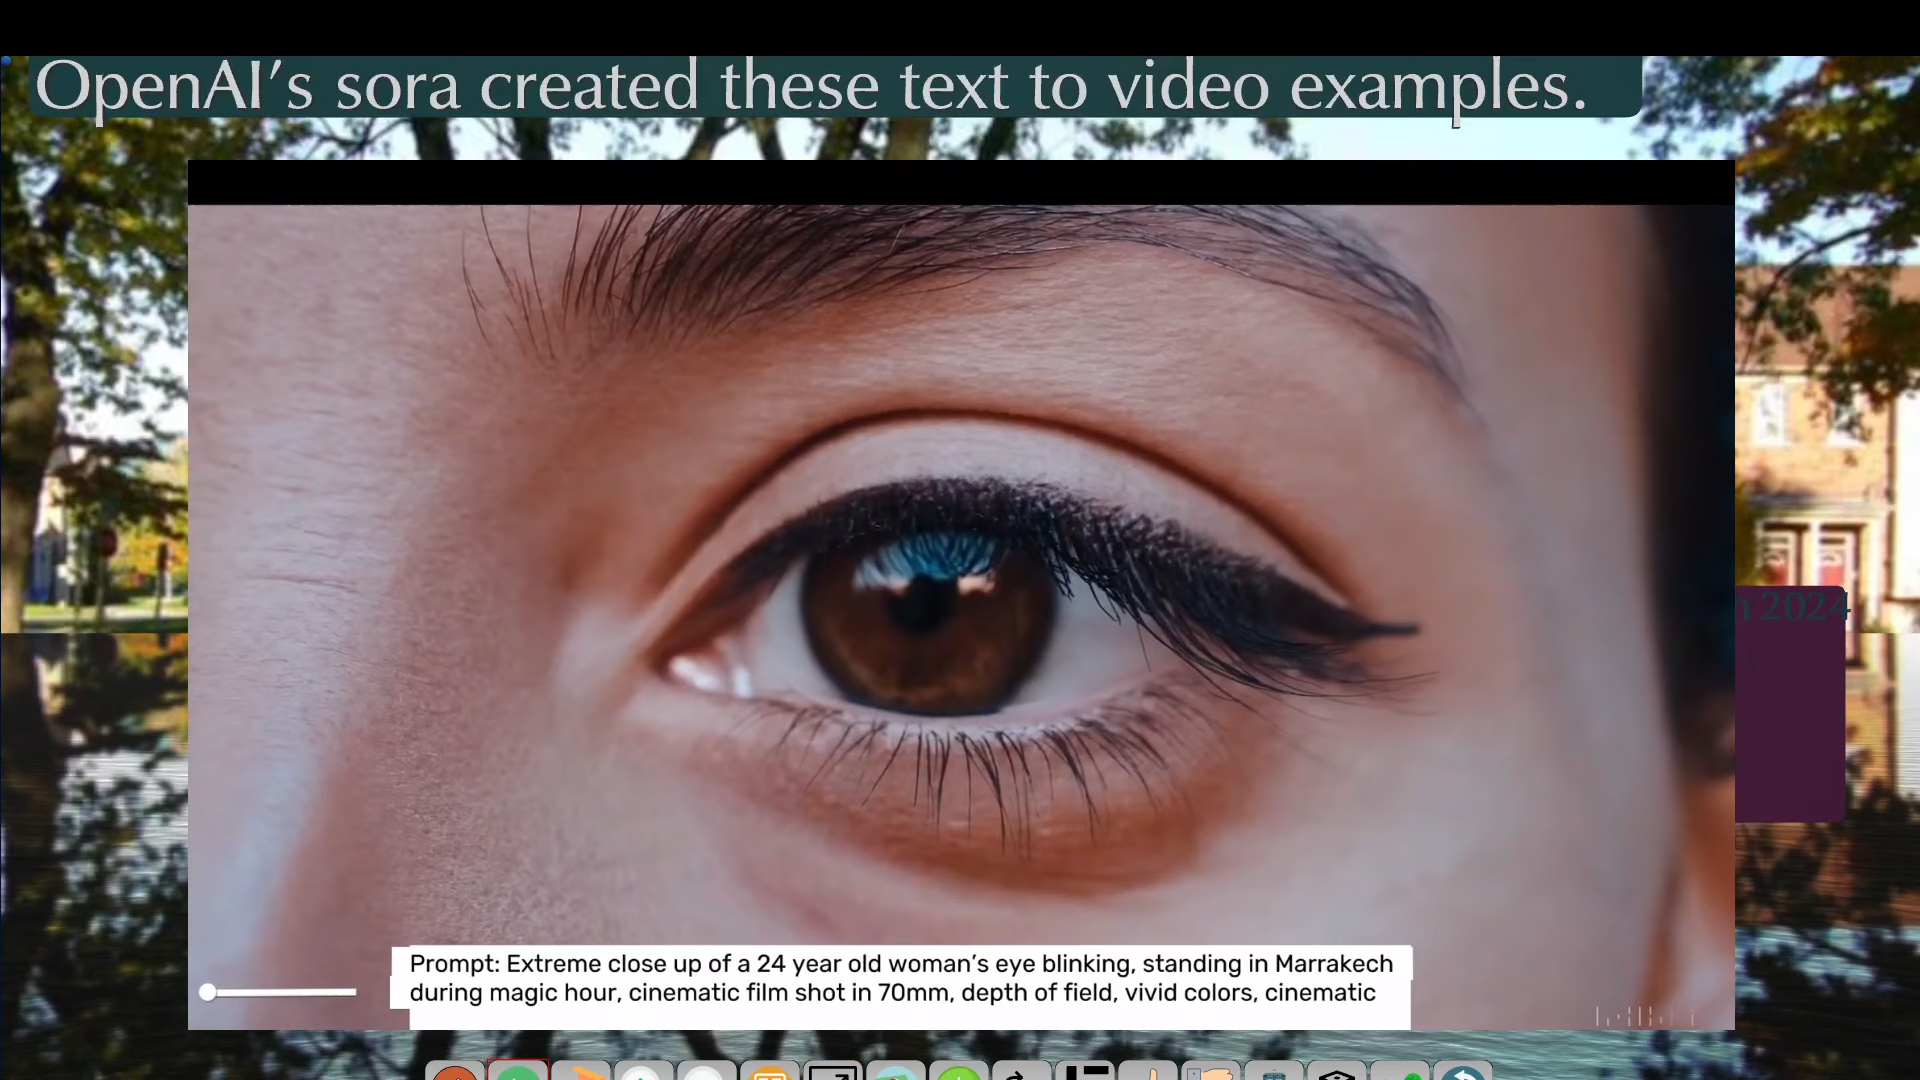 OpenAI’s sora created these text to video examples.
2024
Prompt: Extreme close up of a 24 year old woman’s eye blinking, standing in Marrakech
during magic hour, cinematic film shot in 70mm, depth of field, vivid colors, cinematic